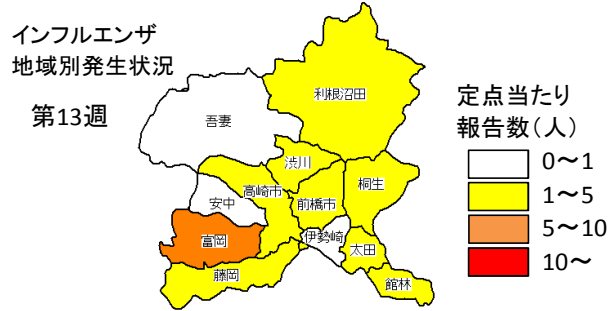 インフルエンザ
地域別発生状況
第13週
利根沼田
吾妻
渋川
桐生
高崎市
前橋市
安中
伊勢崎
富岡
太田
藤岡
館林
定点当たり
報告数(人)
0～1
1～5
5～10
10～